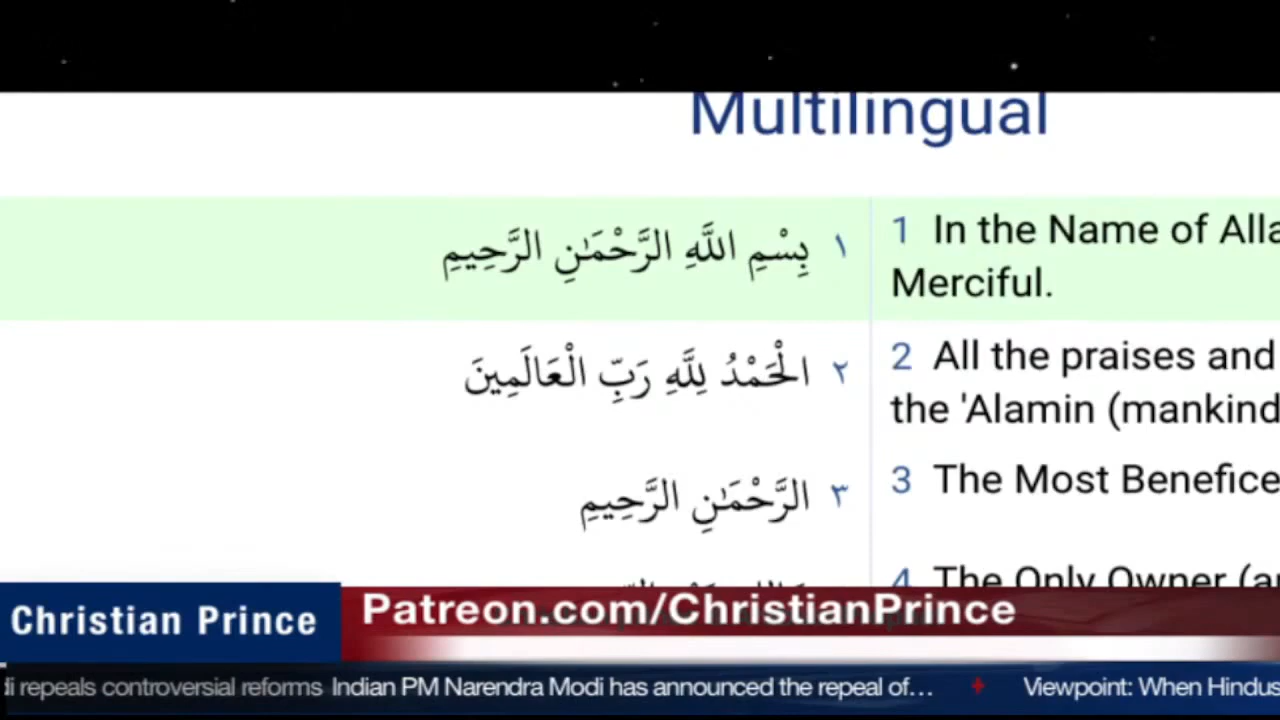 Multilingual
١ بِسْمِ اللَّهِ الرَّحْمَٰنِ الرَّحِيمِ
1 In the Name of Alla
Merciful.
٢ الْحَمْدُ لِلَّهِ رَبِّ الْعَالَمِينَ
2 All the praises and
the 'Alamin (mankind
٣ الرَّحْمَٰنِ الرَّحِيمِ
3 The Most Benefice
4 The Only Owner (a
Christian Prince
Patreon.com/ChristianPrince
di repeals controversial reforms Indian PM Narendra Modi has announced the repeal of… Viewpoint: When Hindus